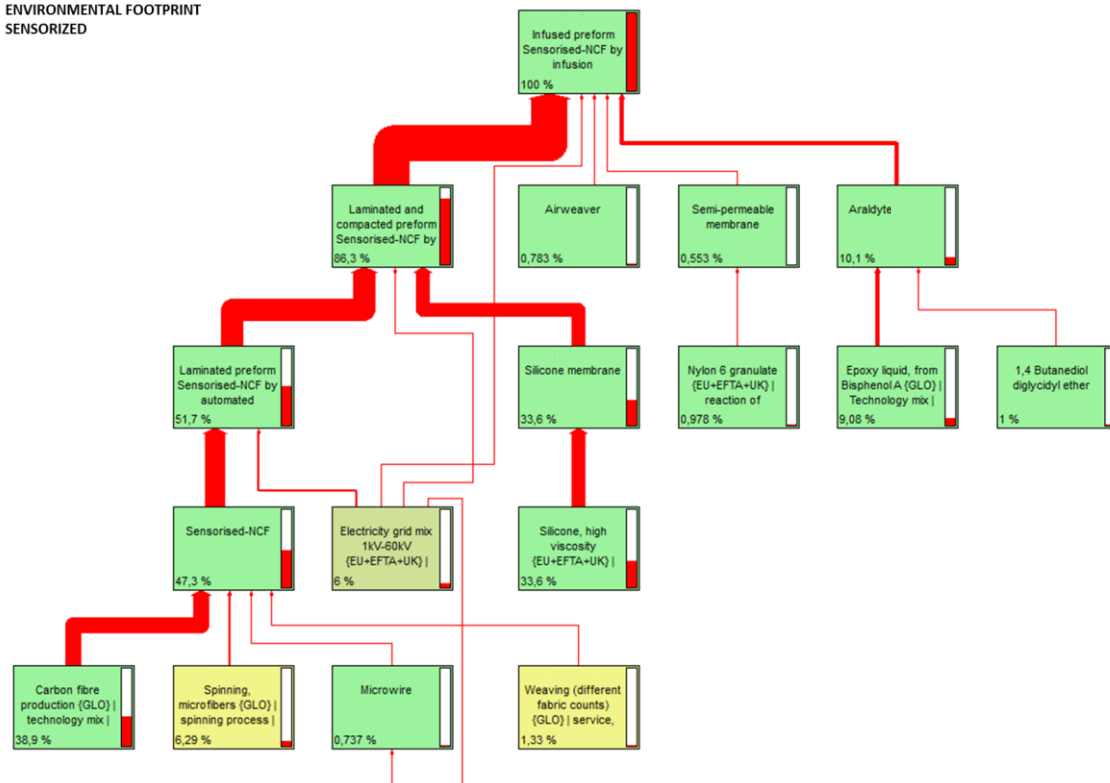 ENVIRONMENTAL FOOTPRINT
SENSORIZED
Infused preform
Sensorised-NCF by
infusion
100 %
Laminated and
compacted preform
Sensorised-NCF by
86,3 %
Airweaver
0,783 %
Semi-permeable
membrane
0,553 %
Araldyte
10,1 %
Laminated preform
Sensorised-NCF by
automated
51,7 %
Silicone membrane
33,6 %
Nylon 6 granulate
{EU+EFTA+UK} |
reaction of
0,978 %
Epoxy liquid, from
Bisphenol A {GLO} |
Technology mix |
9,08 %
1,4 Butanediol
diglycidyl ether
1 %
Sensorised-NCF
47,3 %
Electricity grid mix
1kV-60kV
{EU+EFTA+UK} |
6 %
Silicone, high
viscosity
{EU+EFTA+UK} |
33,6 %
Carbon fibre
production {GLO} |
technology mix |
38,9 %
Spinning,
microfibers {GLO} |
spinning process |
6,29 %
Microwire
0,737 %
Weaving (different
fabric counts)
{GLO} | service,
1,33 %